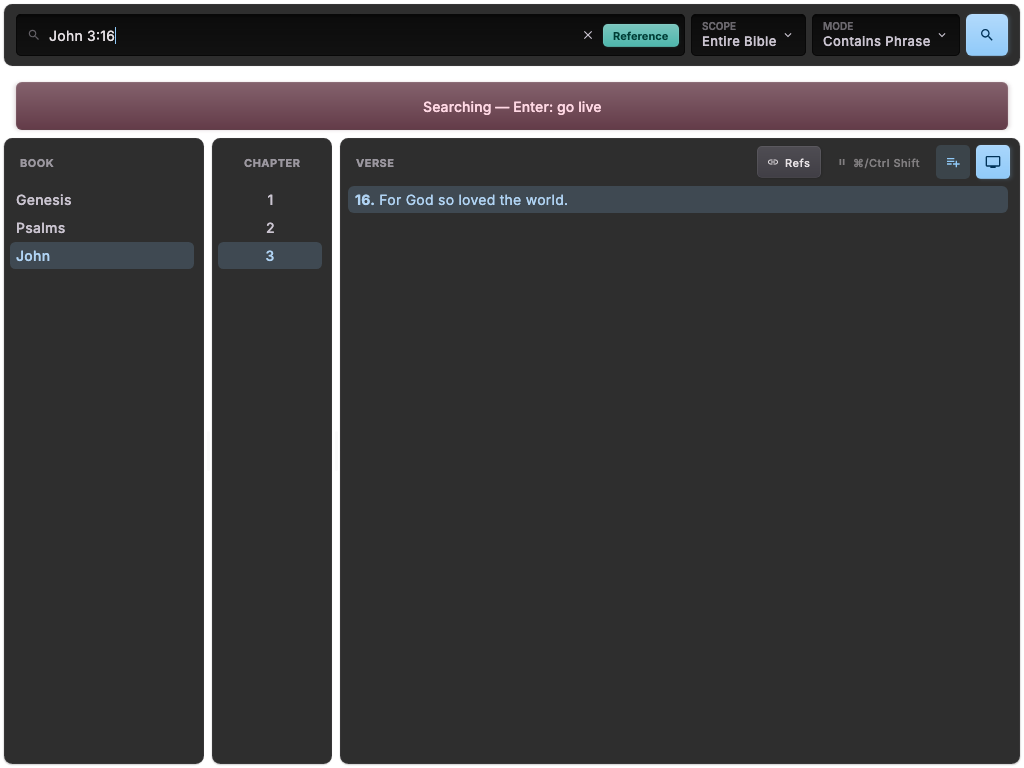 John 3:16
Reference
SCOPE
Entire Bible
MODE
Contains Phrase
Searching — Enter: go live
BOOK
Genesis
Psalms
John
CHAPTER
1
2
3
VERSE
Refs
⌘/Ctrl Shift
16. For God so loved the world.